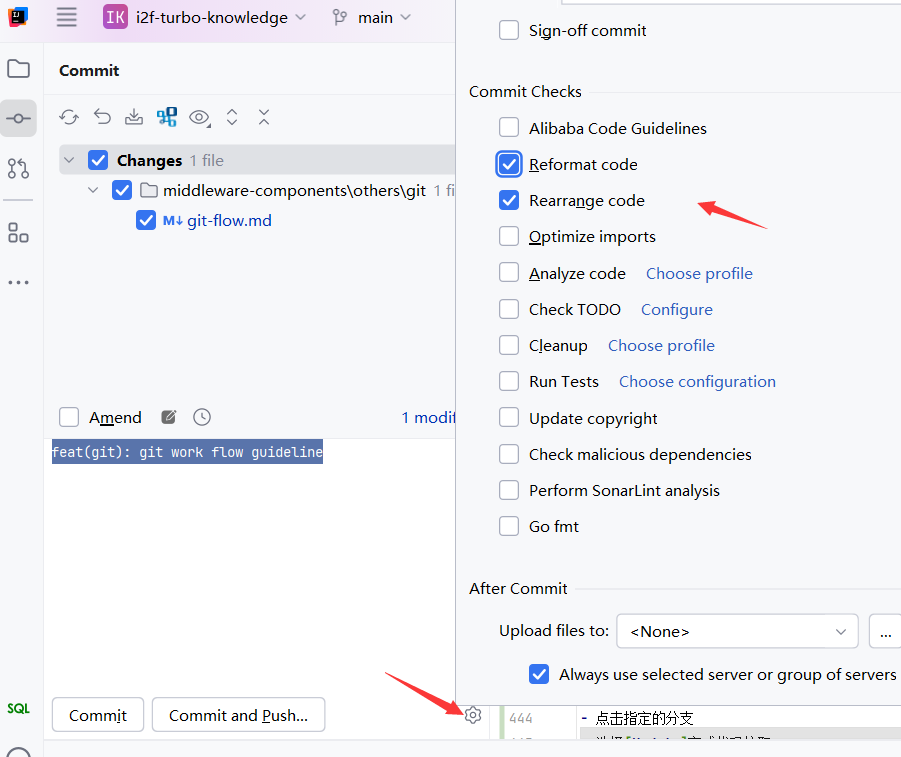 IK i2f-turbo-knowledge main
Commit
Changes 1 file
middleware-components\others\git 1 fi
M↓ git-flow.md
Amend
1 modif
feat(git): git work flow guideline
Commit
Commit and Push...
SQL
Sign-off commit
Commit Checks
Alibaba Code Guidelines
Reformat code
Rearrange code
Optimize imports
Analyze code Choose profile
Check TODO Configure
Cleanup Choose profile
Run Tests Choose configuration
Update copyright
Check malicious dependencies
Perform SonarLint analysis
Go fmt
After Commit
Upload files to: <None> ...
Always use selected server or group of servers
444 - 点击指定的分支